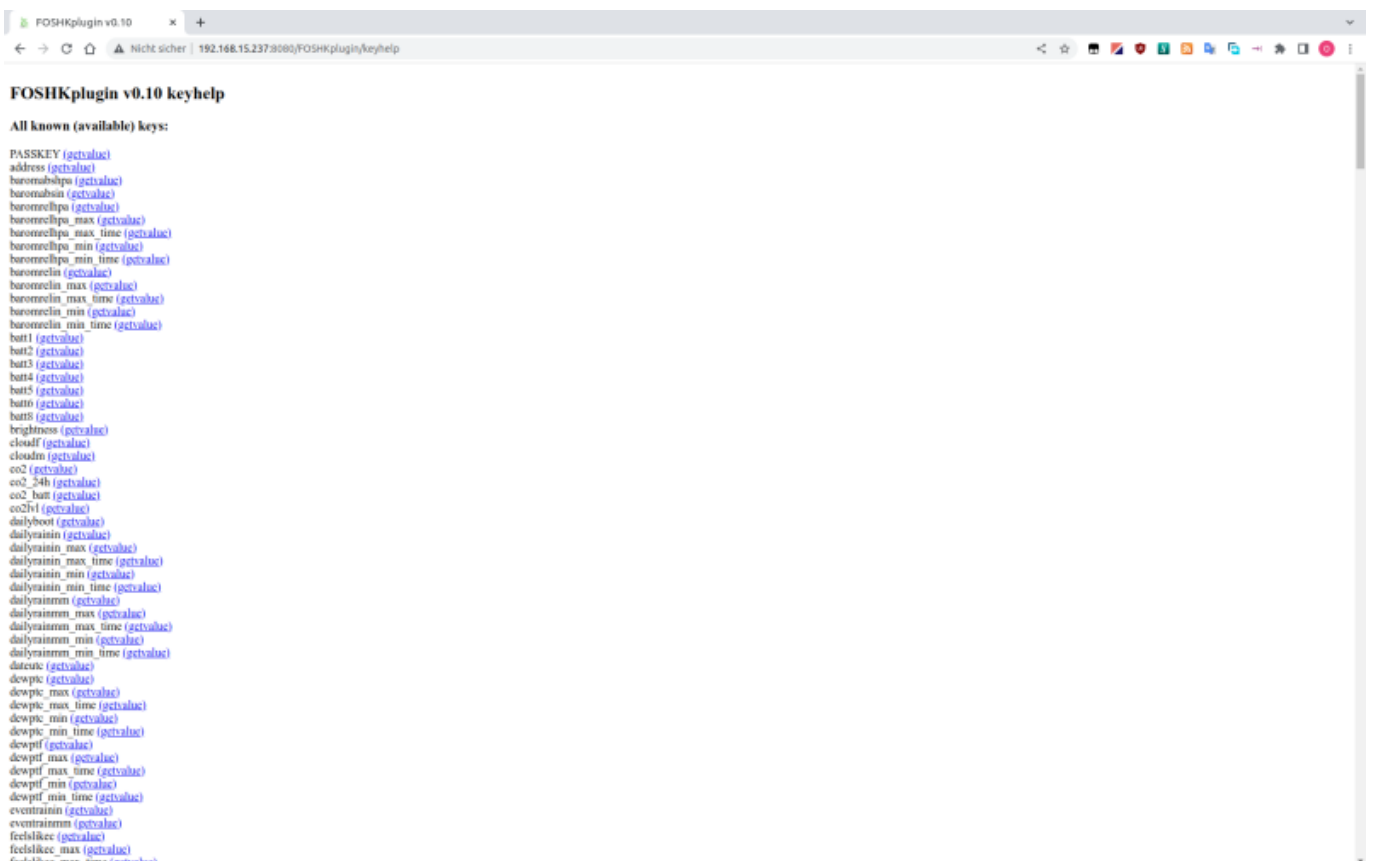 FOSHKplugin v0.10
Nicht sicher | 192.168.15.237:8080/FOSHKplugin/keyhelp
FOSHKplugin v0.10 keyhelp
All known (available) keys:
PASSKEY (getvalue)
address (getvalue)
baromabshpa (getvalue)
baromabsin (getvalue)
baromrelhpa (getvalue)
baromrelhpa_max (getvalue)
baromrelhpa_max_time (getvalue)
baromrelhpa_min (getvalue)
baromrelhpa_min_time (getvalue)
baromrelin (getvalue)
baromrelin_max (getvalue)
baromrelin_max_time (getvalue)
baromrelin_min (getvalue)
baromrelin_min_time (getvalue)
batt1 (getvalue)
batt2 (getvalue)
batt3 (getvalue)
batt4 (getvalue)
batt5 (getvalue)
batt6 (getvalue)
batt8 (getvalue)
brightness (getvalue)
cloudf (getvalue)
cloudm (getvalue)
co2 (getvalue)
co2_24h (getvalue)
co2_batt (getvalue)
co2lvl (getvalue)
dailyboot (getvalue)
dailyrainin (getvalue)
dailyrainin_max (getvalue)
dailyrainin_max_time (getvalue)
dailyrainin_min (getvalue)
dailyrainin_min_time (getvalue)
dailyrainmm (getvalue)
dailyrainmm_max (getvalue)
dailyrainmm_max_time (getvalue)
dailyrainmm_min (getvalue)
dailyrainmm_min_time (getvalue)
dateutc (getvalue)
dewptc (getvalue)
dewptc_max (getvalue)
dewptc_max_time (getvalue)
dewptc_min (getvalue)
dewptc_min_time (getvalue)
dewptf (getvalue)
dewptf_max (getvalue)
dewptf_max_time (getvalue)
dewptf_min (getvalue)
dewptf_min_time (getvalue)
eventrainin (getvalue)
eventrainmm (getvalue)
feelslikec (getvalue)
feelslikec_max (getvalue)